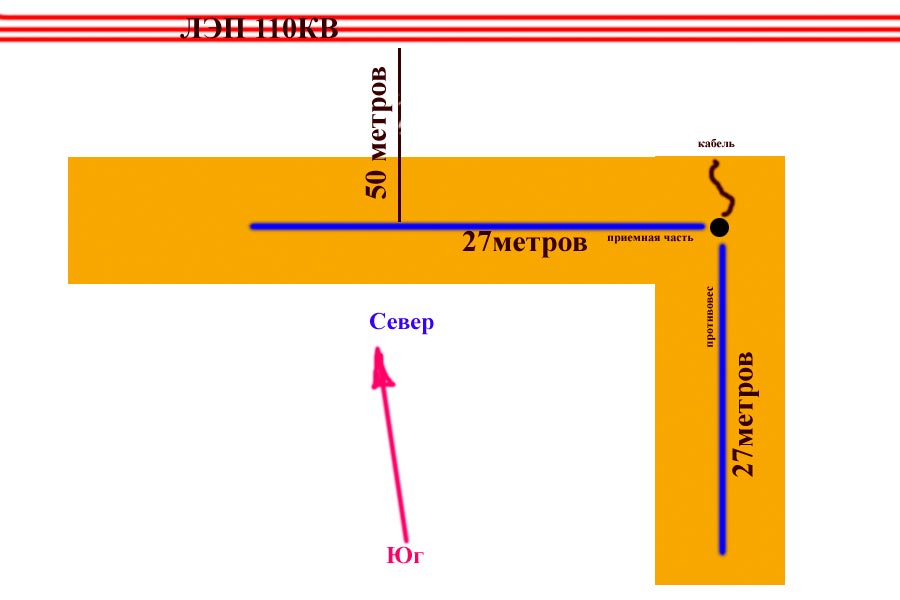 ЛЭП 110КВ
50 метров
кабель
27метров
приемная часть
противовес
27метров
Север
Юг